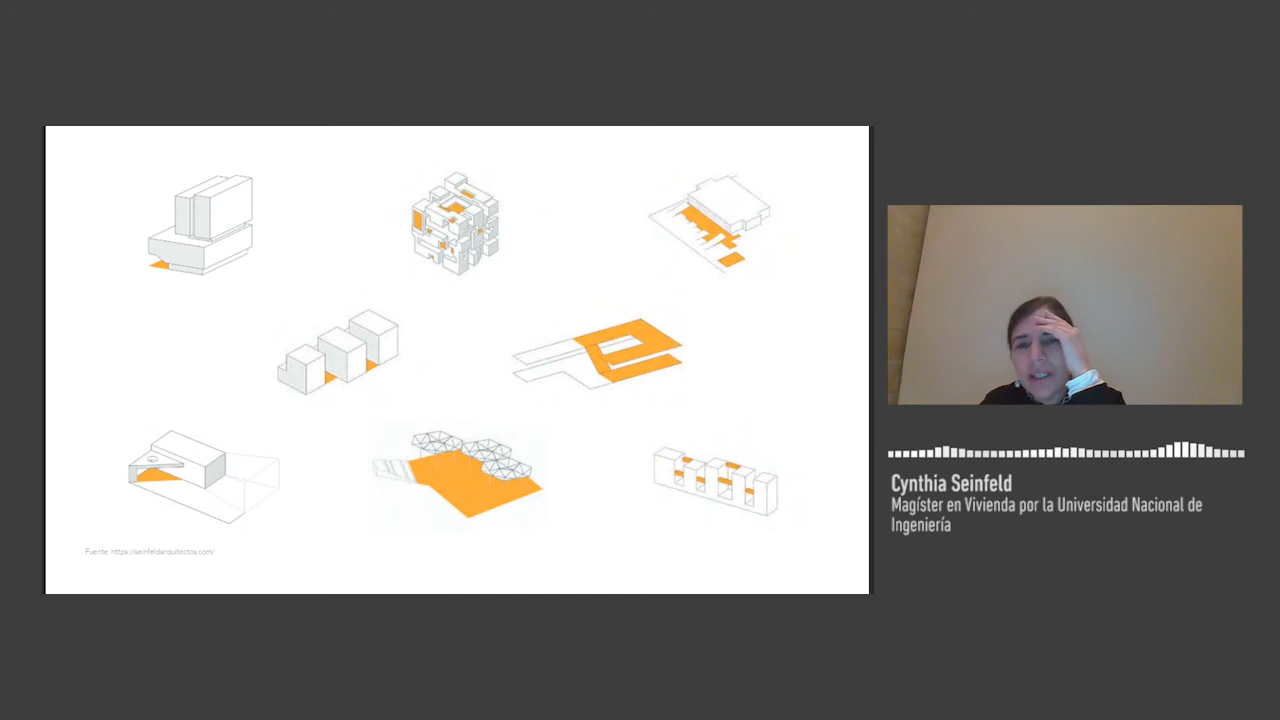 Fuente: https://seinfeldarquitectos.com/
Cynthia Seinfeld
Magíster en Vivienda por la Universidad Nacional de
Ingeniería